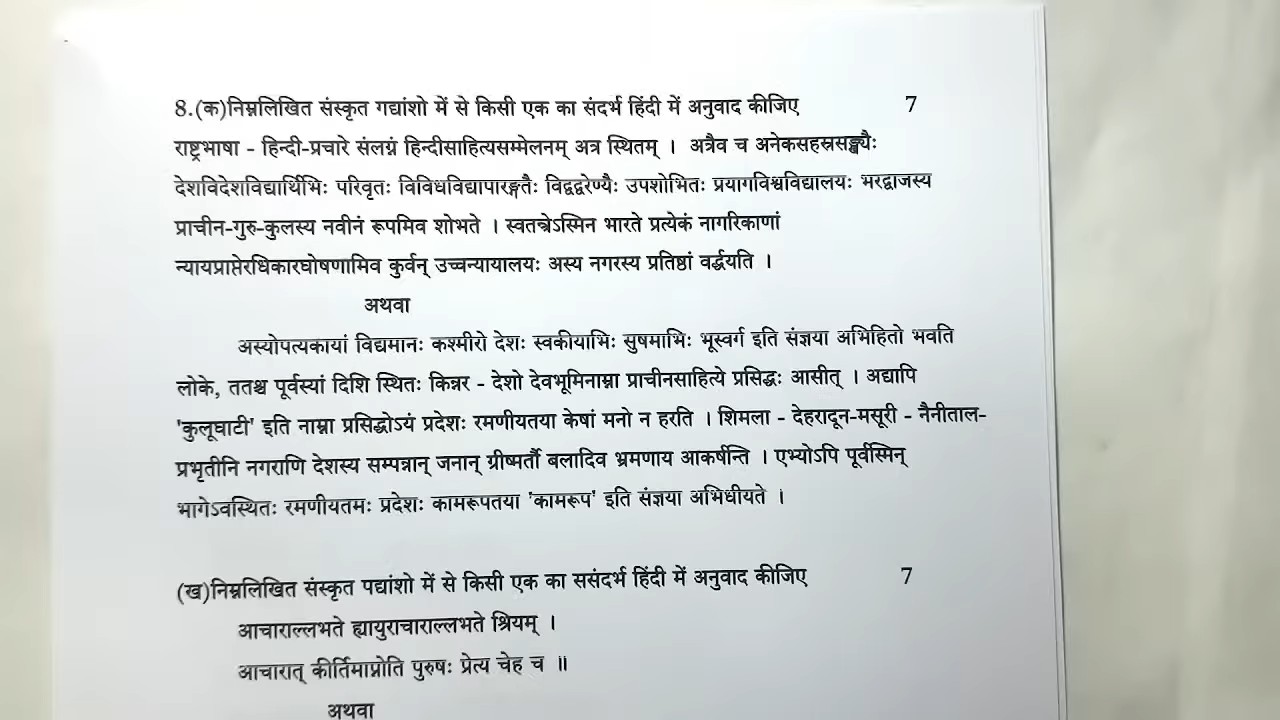 8.(क)निम्नलिखित संस्कृत गद्यांशो में से किसी एक का संदर्भ हिंदी में अनुवाद कीजिए 7
राष्ट्रभाषा - हिन्दी-प्रचारे संलग्नं हिन्दीसाहित्यसम्मेलनम् अत्र स्थितम् । अत्रैव च अनेकसहस्रसङ्ख्यैः
देशविदेशविद्यार्थिभिः परिवृतः विविधविद्यापारङ्गतैः विद्वद्वरेण्यैः उपशोभितः प्रयागविश्वविद्यालयः भरद्वाजस्य
प्राचीन-गुरु-कुलस्य नवीनं रूपमिव शोभते । स्वतन्त्रेऽस्मिन भारते प्रत्येकं नागरिकाणां
न्यायप्राप्तेरधिकारघोषणामिव कुर्वन् उच्चन्यायालयः अस्य नगरस्य प्रतिष्ठां वर्द्धयति ।
अथवा
अस्योपत्यकायां विद्यमानः कश्मीरो देशः स्वकीयाभिः सुषमाभिः भूस्वर्ग इति संज्ञया अभिहितो भवति
लोके, ततश्च पूर्वस्यां दिशि स्थितः किन्नर - देशो देवभूमिनाम्ना प्राचीनसाहित्ये प्रसिद्धः आसीत् । अद्यापि
'कुलूघाटी' इति नाम्ना प्रसिद्धोऽयं प्रदेशः रमणीयतया केषां मनो न हरति । शिमला - देहरादून-मसूरी - नैनीताल-
प्रभृतीनि नगराणि देशस्य सम्पन्नान् जनान् ग्रीष्मर्तौ बलादिव भ्रमणाय आकर्षन्ति । एभ्योऽपि पूर्वस्मिन्
भागेऽवस्थितः रमणीयतमः प्रदेशः कामरूपतया 'कामरूप' इति संज्ञया अभिधीयते ।
(ख)निम्नलिखित संस्कृत पद्यांशो में से किसी एक का ससंदर्भ हिंदी में अनुवाद कीजिए 7
आचाराल्लभते ह्यायुराचाराल्लभते श्रियम् ।
आचारात् कीर्तिमाप्नोति पुरुषः प्रेत्य चेह च ॥
अथवा